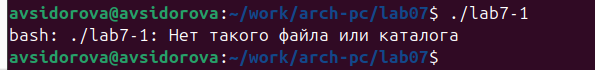 avsidorova@avsidorova:~/work/arch-pc/lab07$ ./lab7-1
bash: ./lab7-1: Нет такого файла или каталога
avsidorova@avsidorova:~/work/arch-pc/lab07$